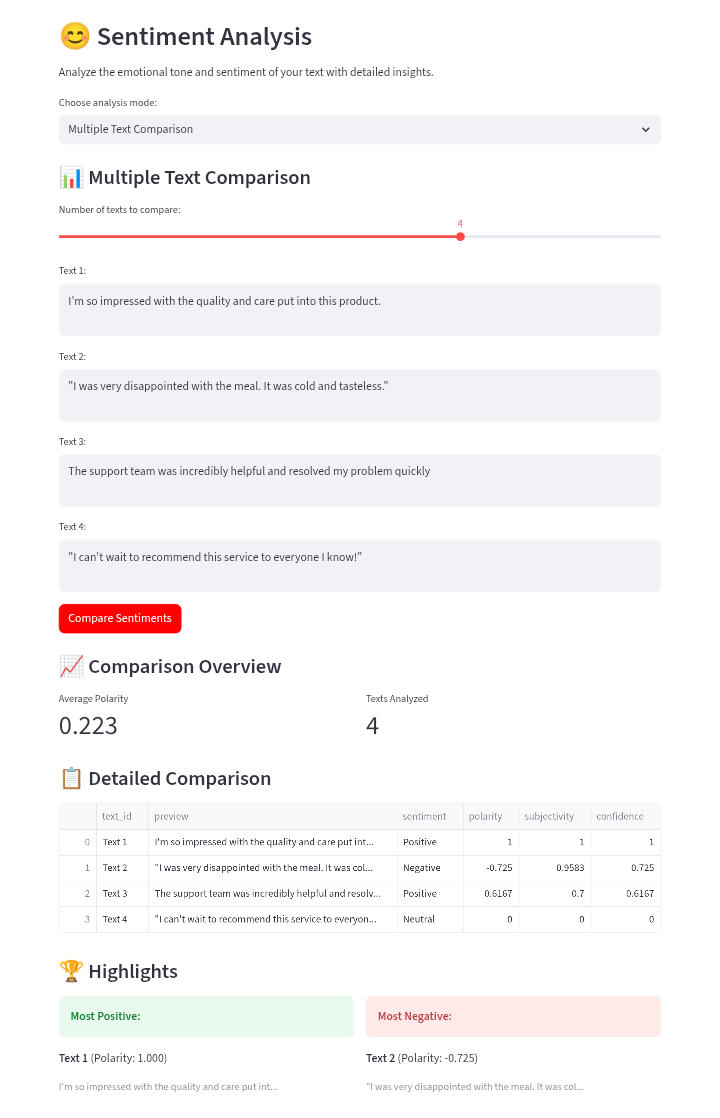 😊 Sentiment Analysis
Analyze the emotional tone and sentiment of your text with detailed insights.
Choose analysis mode:
Multiple Text Comparison
📊 Multiple Text Comparison
Number of texts to compare:
4
Text 1:
I'm so impressed with the quality and care put into this product.
Text 2:
"I was very disappointed with the meal. It was cold and tasteless."
Text 3:
The support team was incredibly helpful and resolved my problem quickly
Text 4:
"I can't wait to recommend this service to everyone I know!"
Compare Sentiments
📈 Comparison Overview
Average Polarity Texts Analyzed
0.223 4
📋 Detailed Comparison
text_id preview sentiment polarity subjectivity confidence
0 Text 1 I'm so impressed with the quality and care put int... Positive 1 1 1
1 Text 2 "I was very disappointed with the meal. It was col... Negative -0.725 0.9583 0.725
2 Text 3 The support team was incredibly helpful and resolv... Positive 0.6167 0.7 0.6167
3 Text 4 "I can't wait to recommend this service to everyon... Neutral 0 0 0
🏆 Highlights
Most Positive: Most Negative:
Text 1 (Polarity: 1.000) Text 2 (Polarity: -0.725)
I'm so impressed with the quality and care put int... "I was very disappointed with the meal. It was col...